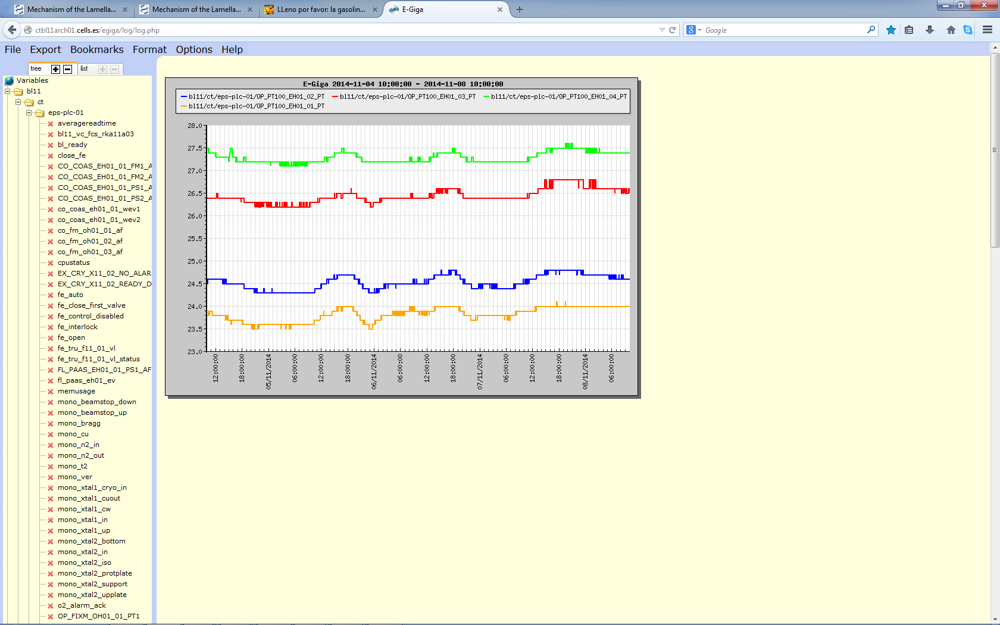 Mechanism of the Lamella...
Mechanism of the Lamella...
LLeno por favor: la gasolin...
E-Giga
ctbl11arch01.cells.es/egiga/log/log.php
Google
File Export Bookmarks Format Options Help
tree
list
Variables
bl11
ct
eps-plc-01
averagereadtime
bl11_vc_fcs_rka11a03
bl_ready
close_fe
CO_COAS_EH01_01_FM1_A
CO_COAS_EH01_01_FM2_A
CO_COAS_EH01_01_PS1_A
CO_COAS_EH01_01_PS2_A
co_coas_eh01_01_wev1
co_coas_eh01_01_wev2
co_fm_oh01_01_af
co_fm_oh01_02_af
co_fm_oh01_03_af
cpustatus
EX_CRY_X11_02_NO_ALAR
EX_CRY_X11_02_READY_D
fe_auto
fe_close_first_valve
fe_control_disabled
fe_interlock
fe_open
fe_tru_f11_01_vl
fe_tru_f11_01_vl_status
FL_PAAS_EH01_01_PS1_AF
fl_paas_eh01_ev
memusage
mono_beamstop_down
mono_beamstop_up
mono_bragg
mono_cu
mono_n2_in
mono_n2_out
mono_t2
mono_ver
mono_xtal1_cryo_in
mono_xtal1_cuout
mono_xtal1_cw
mono_xtal1_in
mono_xtal1_up
mono_xtal2_bottom
mono_xtal2_in
mono_xtal2_iso
mono_xtal2_protplate
mono_xtal2_support
mono_xtal2_upplate
o2_alarm_ack
OP_FIXM_OH01_01_PT1
E-Giga 2014-11-04 10:00:00 - 2014-11-08 10:00:00
bl11/ct/eps-plc-01/OP_PT100_EH01_02_PT
bl11/ct/eps-plc-01/OP_PT100_EH01_03_PT
bl11/ct/eps-plc-01/OP_PT100_EH01_04_PT
bl11/ct/eps-plc-01/OP_PT100_EH01_01_PT
28.0
27.5
27.0
26.5
26.0
25.5
25.0
24.5
24.0
23.5
23.0
12:00:00
18:00:00
05/11/2014
06:00:00
12:00:00
18:00:00
06/11/2014
06:00:00
12:00:00
18:00:00
07/11/2014
06:00:00
12:00:00
18:00:00
08/11/2014
06:00:00